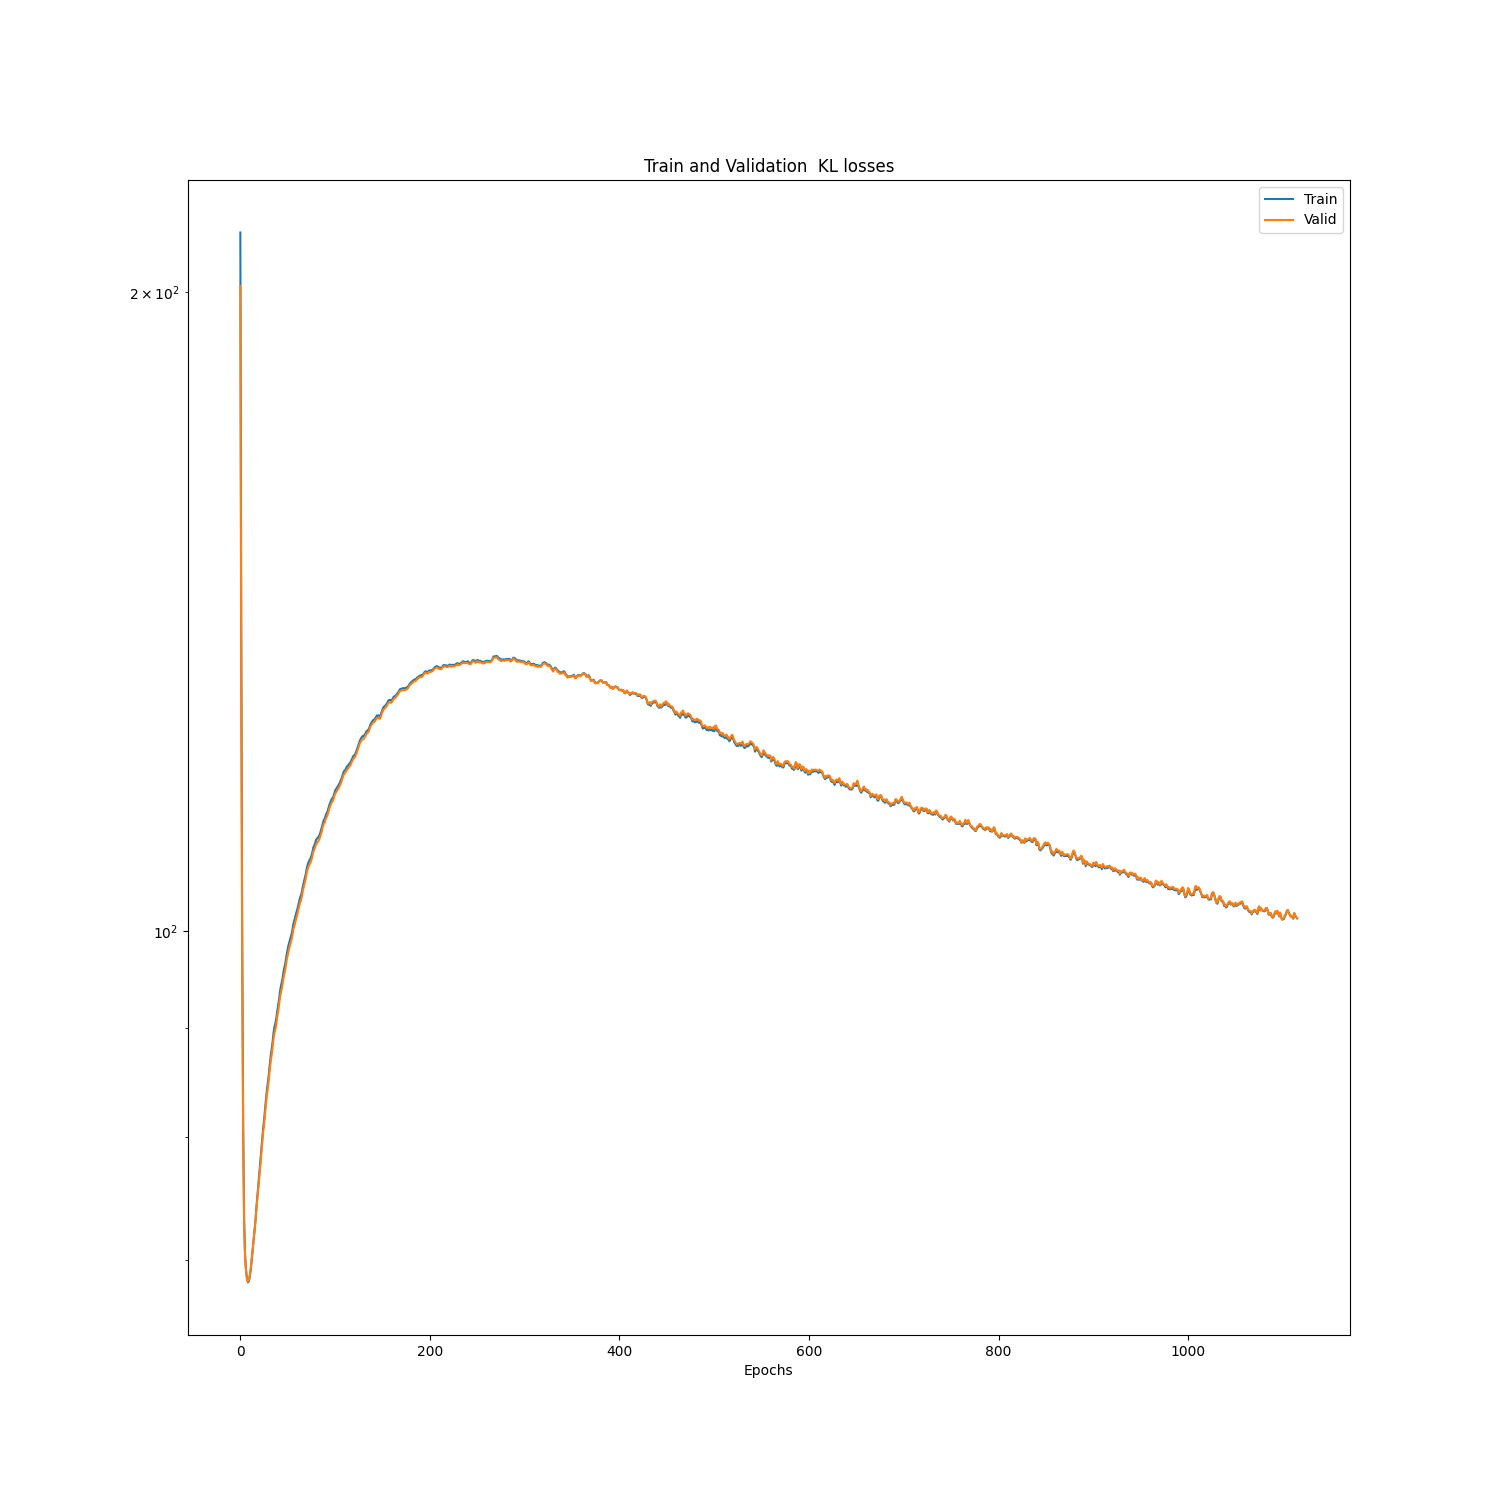 Train and Validation  KL losses
Train
Valid
2 × 10²
10²
0 200 400 600 800 1000
Epochs